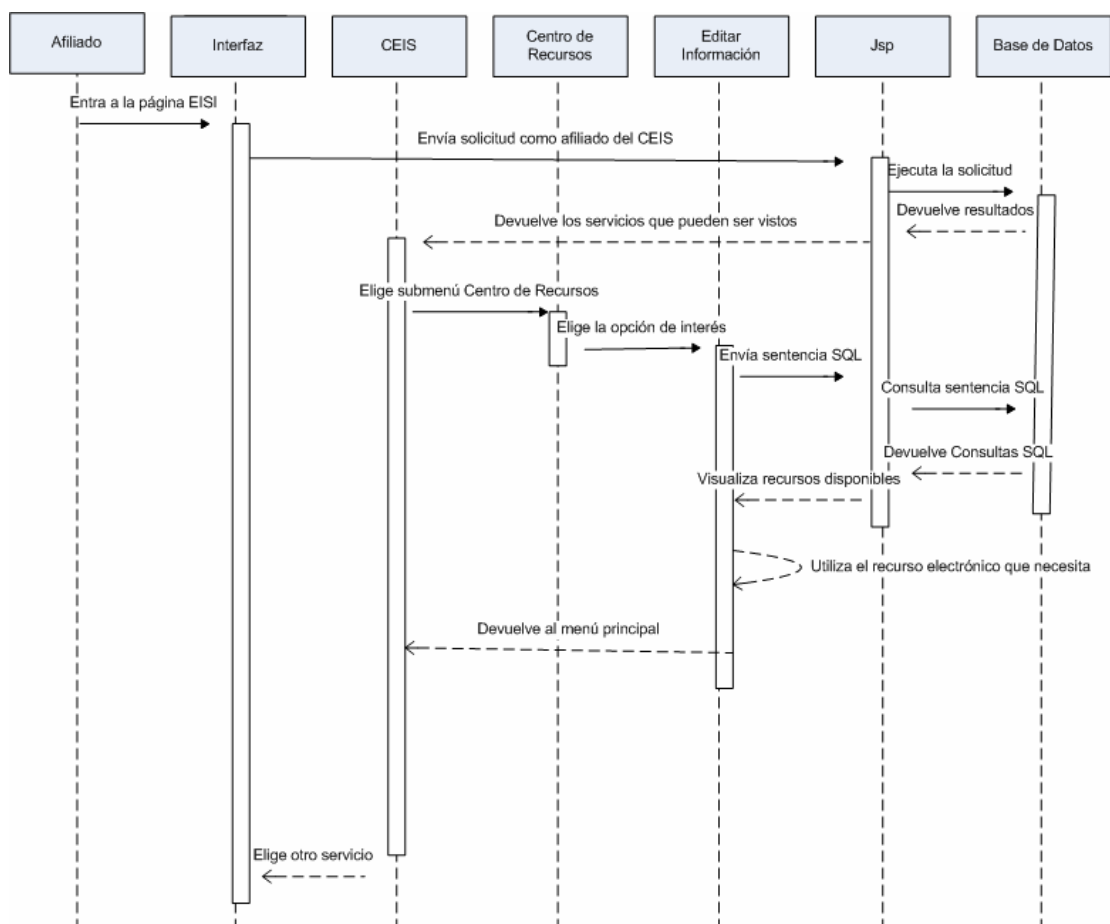 Afiliado
Interfaz
CEIS
Centro de
Recursos
Editar
Información
Jsp
Base de Datos
Entra a la página EISI
Envía solicitud como afiliado del CEIS
Ejecuta la solicitud
Devuelve resultados
Devuelve los servicios que pueden ser vistos
Elige submenú Centro de Recursos
Elige la opción de interés
Envía sentencia SQL
Consulta sentencia SQL
Devuelve Consultas SQL
Visualiza recursos disponibles
Utiliza el recurso electrónico que necesita
Devuelve al menú principal
Elige otro servicio